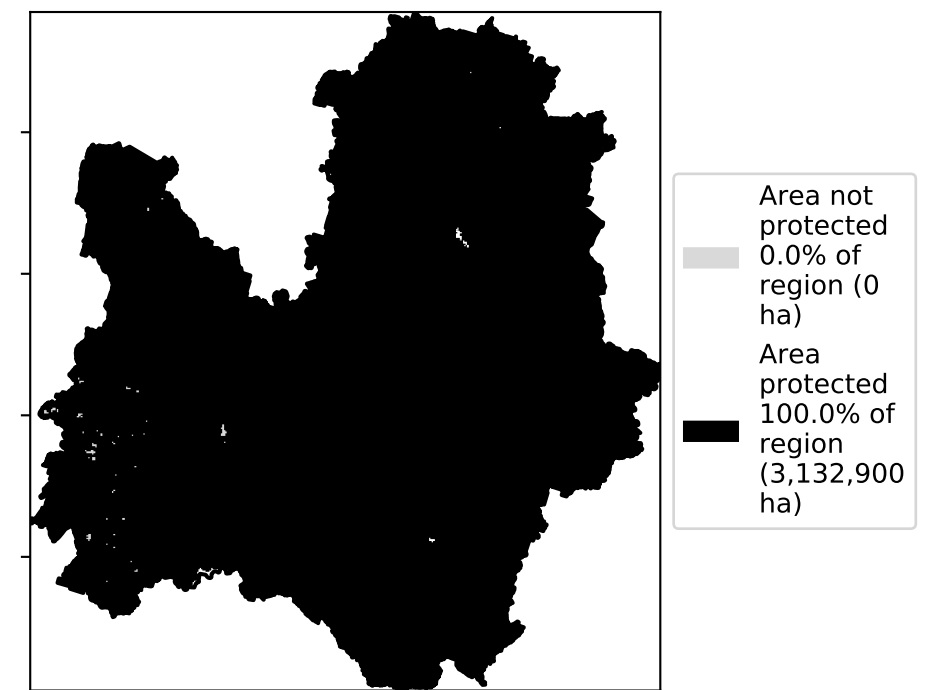 Area not
protected
0.0% of
region (0
ha)
Area
protected
100.0% of
region
(3,132,900
ha)